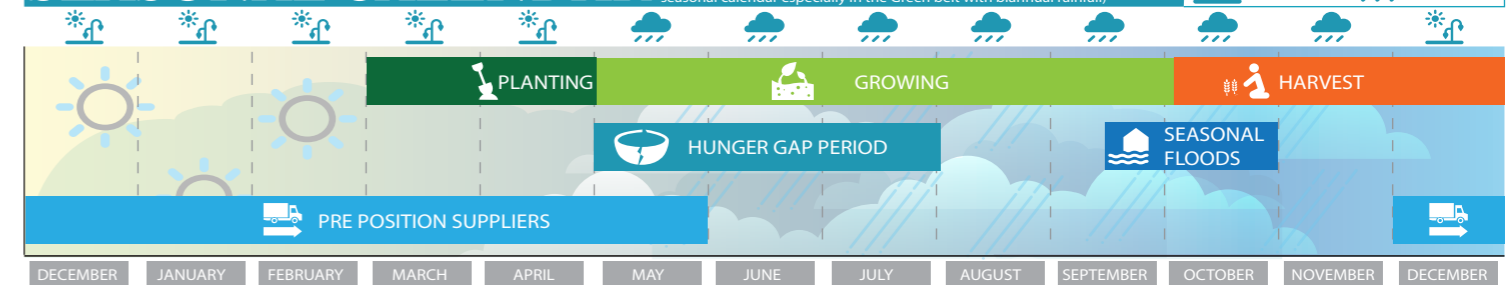 seasonal calendar especially in the Green belt with biannual rainfall)
PLANTING
GROWING
HARVEST
HUNGER GAP PERIOD
SEASONAL
FLOODS
PRE POSITION SUPPLIERS
DECEMBER
JANUARY
FEBRUARY
MARCH
APRIL
MAY
JUNE
JULY
AUGUST
SEPTEMBER
OCTOBER
NOVEMBER
DECEMBER